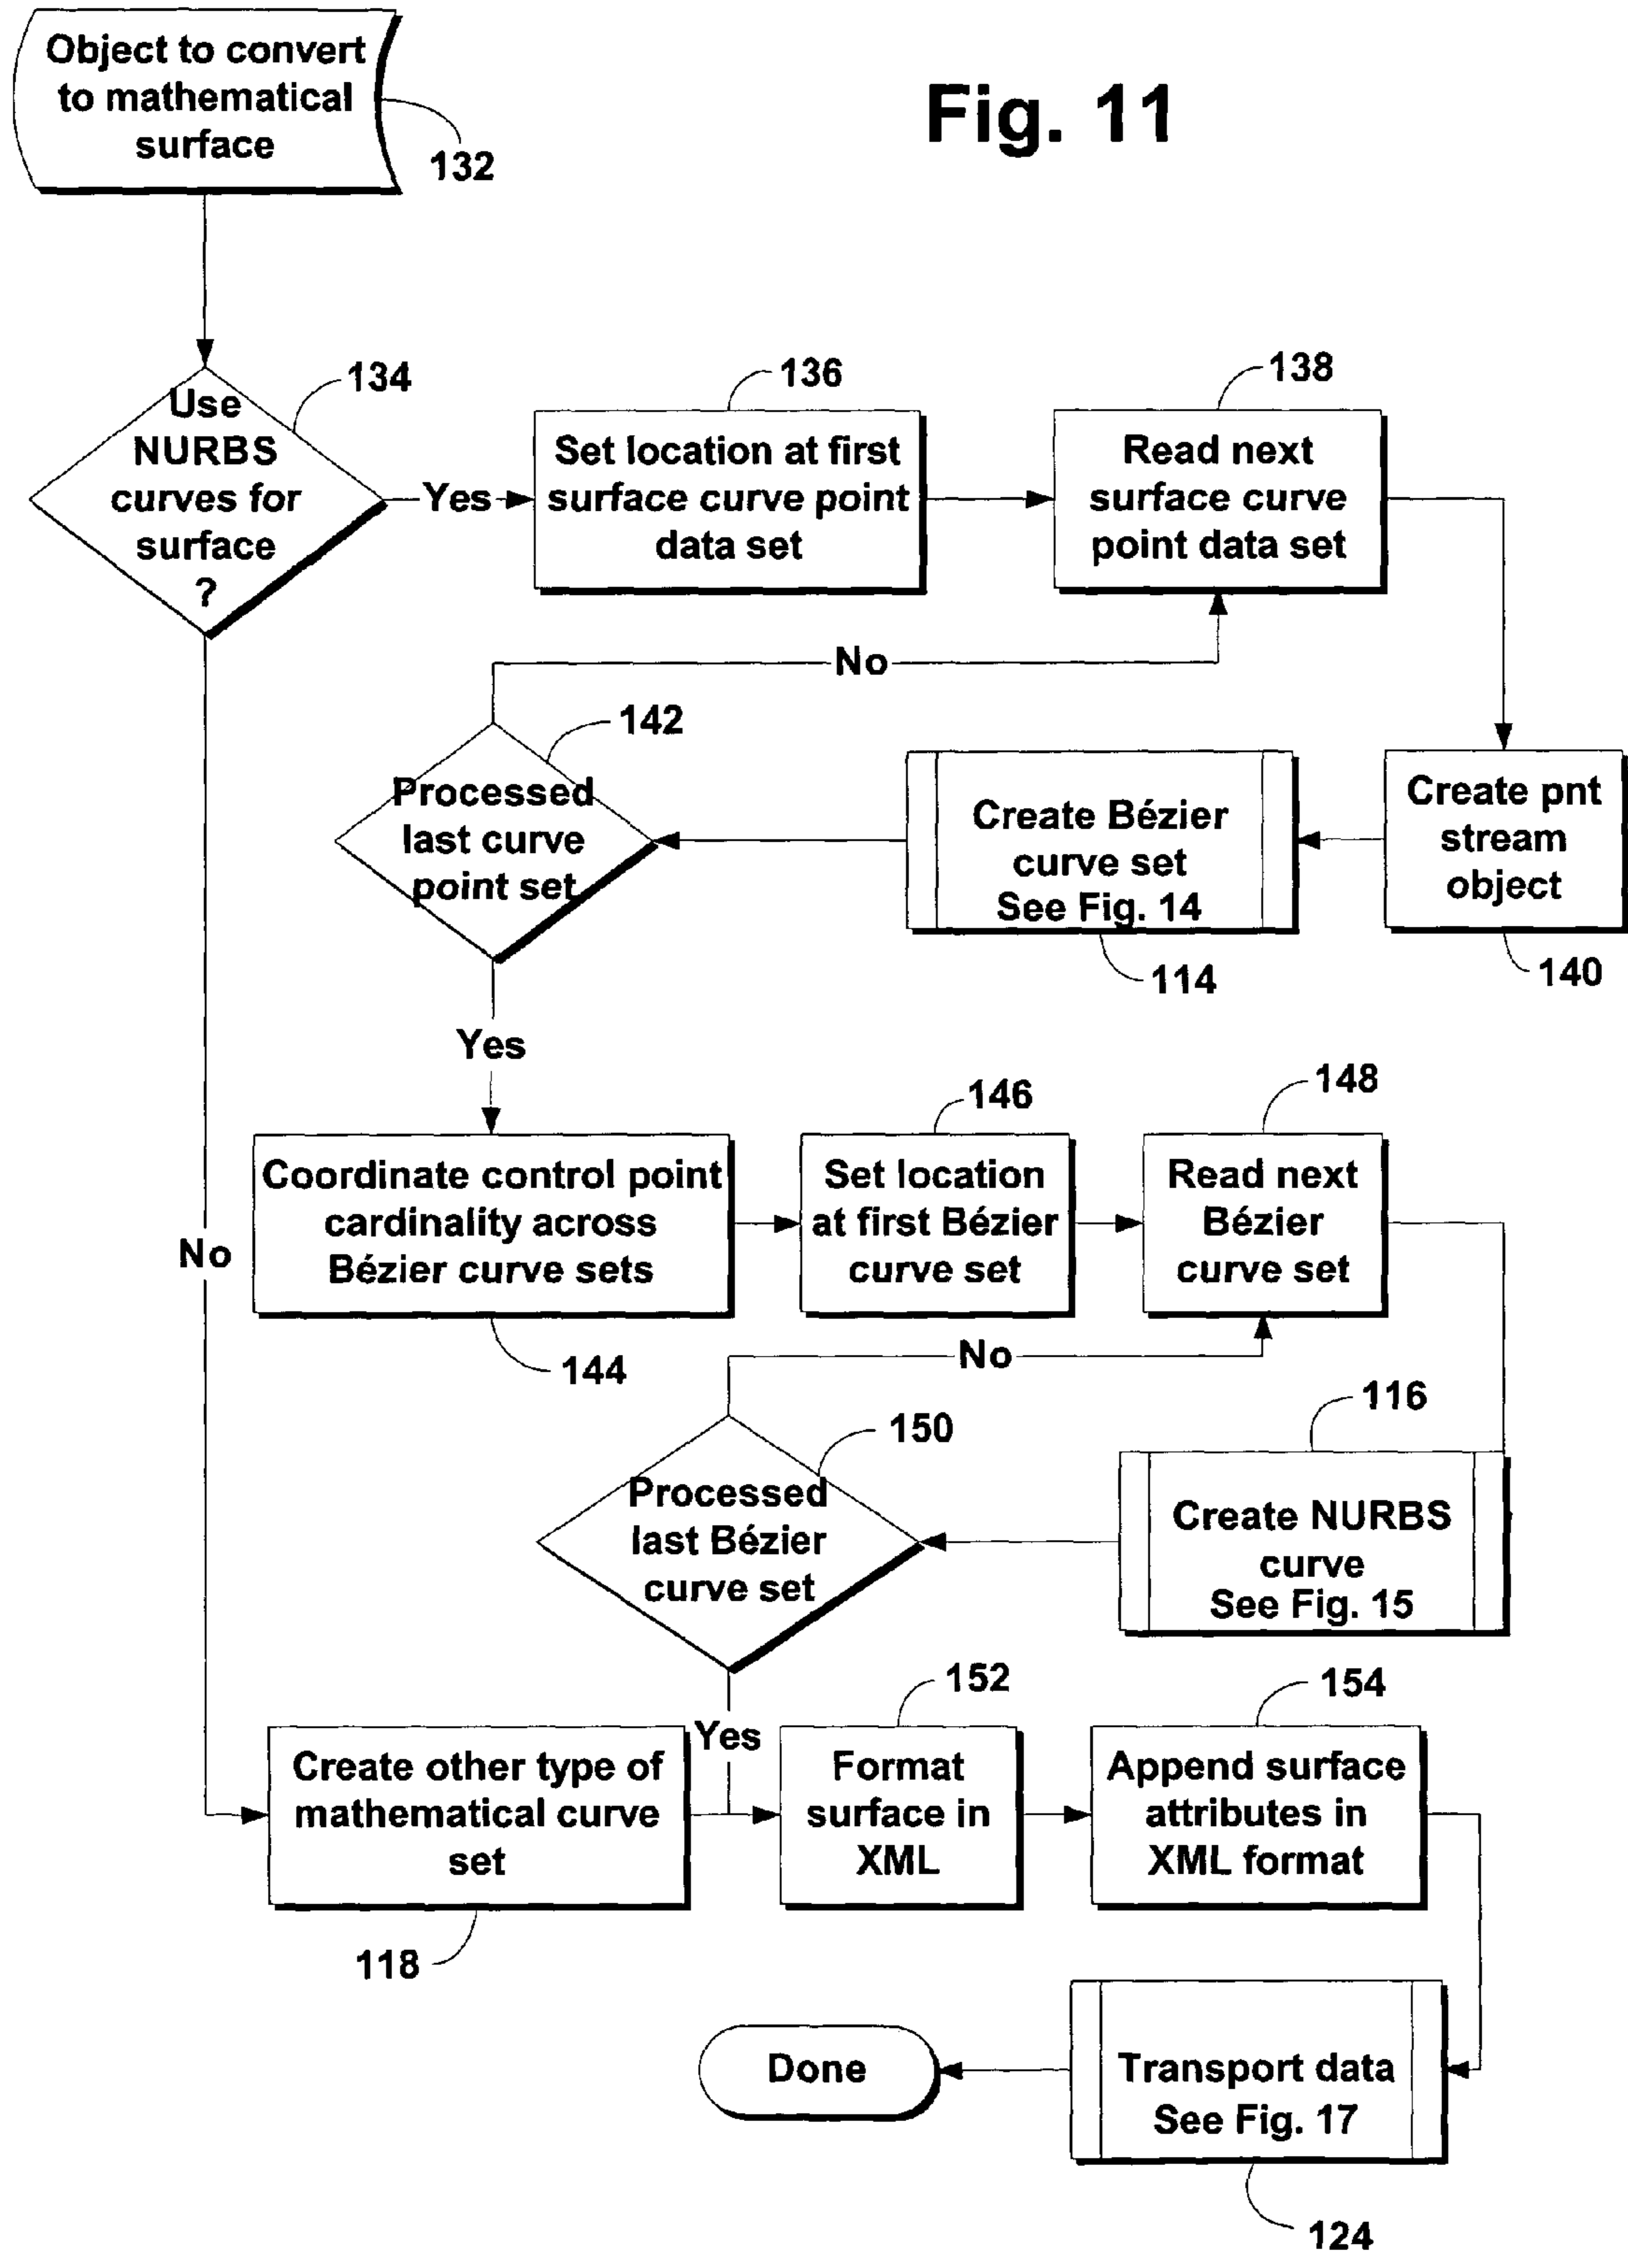 Fig. 11
Object to convert
to mathematical
surface
132
134
Use
NURBS
curves for
surface
?
Yes
136
Set location at first
surface curve point
data set
138
Read next
surface curve
point data set
No
142
Processed
last curve
point set
Create Bézier
curve set
See Fig. 14
114
Create pnt
stream
object
140
Yes
Coordinate control point
cardinality across
Bézier curve sets
144
146
Set location
at first Bézier
curve set
148
Read next
Bézier
curve set
No
No
150
Processed
last Bézier
curve set
116
Create NURBS
curve
See Fig. 15
Yes
Create other type of
mathematical curve
set
118
152
Format
surface in
XML
154
Append surface
attributes in
XML format
Done
Transport data
See Fig. 17
124